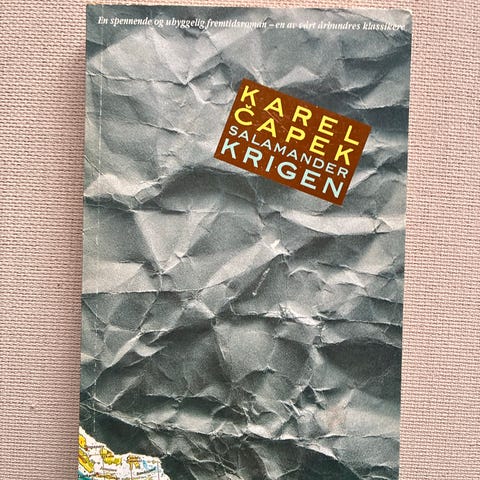 En spennende og uhyggelig fremtidsroman – en av vårt århundres klassikere
KAREL
ČAPEK
SALAMANDER
KRIGEN